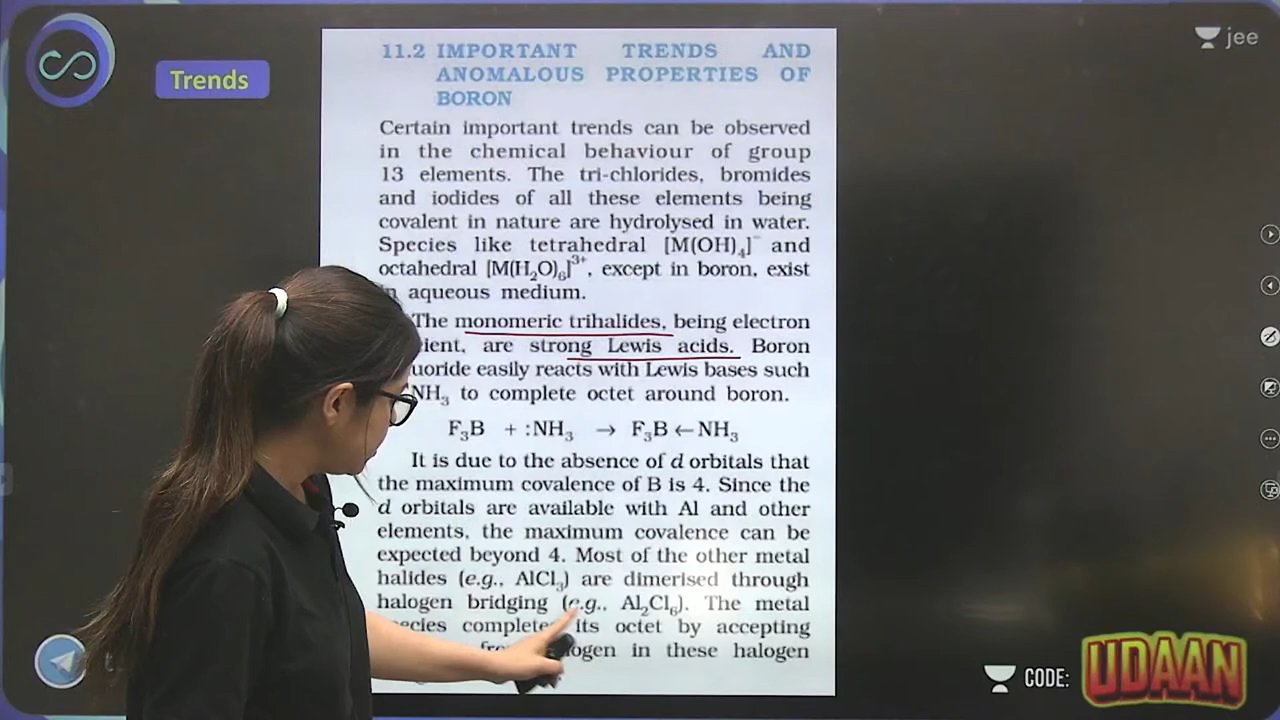 jee
Trends
11.2 IMPORTANT TRENDS AND
ANOMALOUS PROPERTIES OF
BORON
Certain important trends can be observed
in the chemical behaviour of group
13 elements. The tri-chlorides, bromides
and iodides of all these elements being
covalent in nature are hydrolysed in water.
Species like tetrahedral [M(OH)₄]⁻ and
octahedral [M(H₂O)₆]³⁺, except in boron, exist
aqueous medium.
The monomeric trihalides, being electron
are strong Lewis acids. Boron
easily reacts with Lewis bases such
NH₃ to complete octet around boron.
F₃B + :NH₃ → F₃B ←NH₃
It is due to the absence of d orbitals that
the maximum covalence of B is 4. Since the
d orbitals are available with Al and other
elements, the maximum covalence can be
expected beyond 4. Most of the other metal
halides (e.g., AlCl₃) are dimerised through
halogen bridging (e.g., Al₂Cl₆). The metal
its octet by accepting
in these halogen
CODE: UDAAN